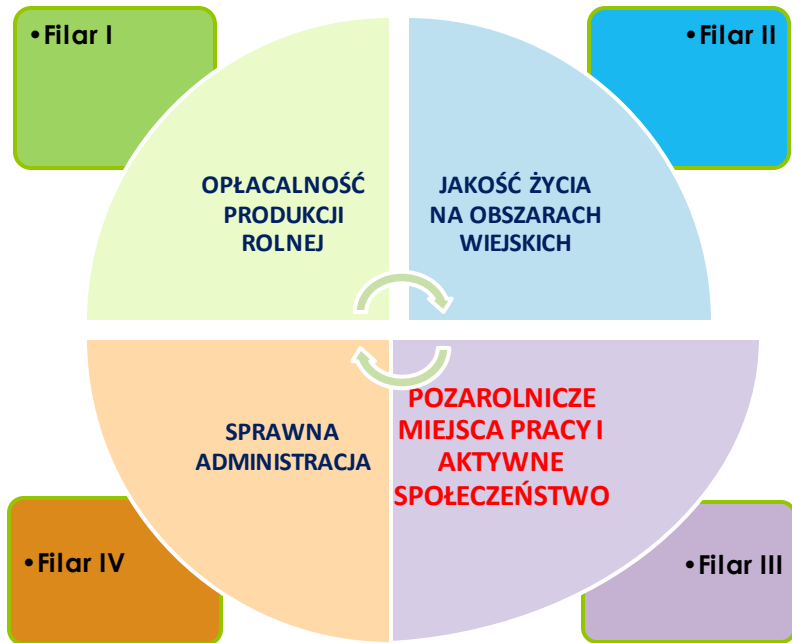 •Filar I
•Filar II
OPŁACALNOŚĆ
PRODUKCJI
ROLNEJ
JAKOŚĆ ŻYCIA
NA OBSZARACH
WIEJSKICH
SPRAWNA
ADMINISTRACJA
POZAROLNICZE
MIEJSCA PRACY I
AKTYWNE
SPOŁECZEŃSTWO
•Filar IV
•Filar III